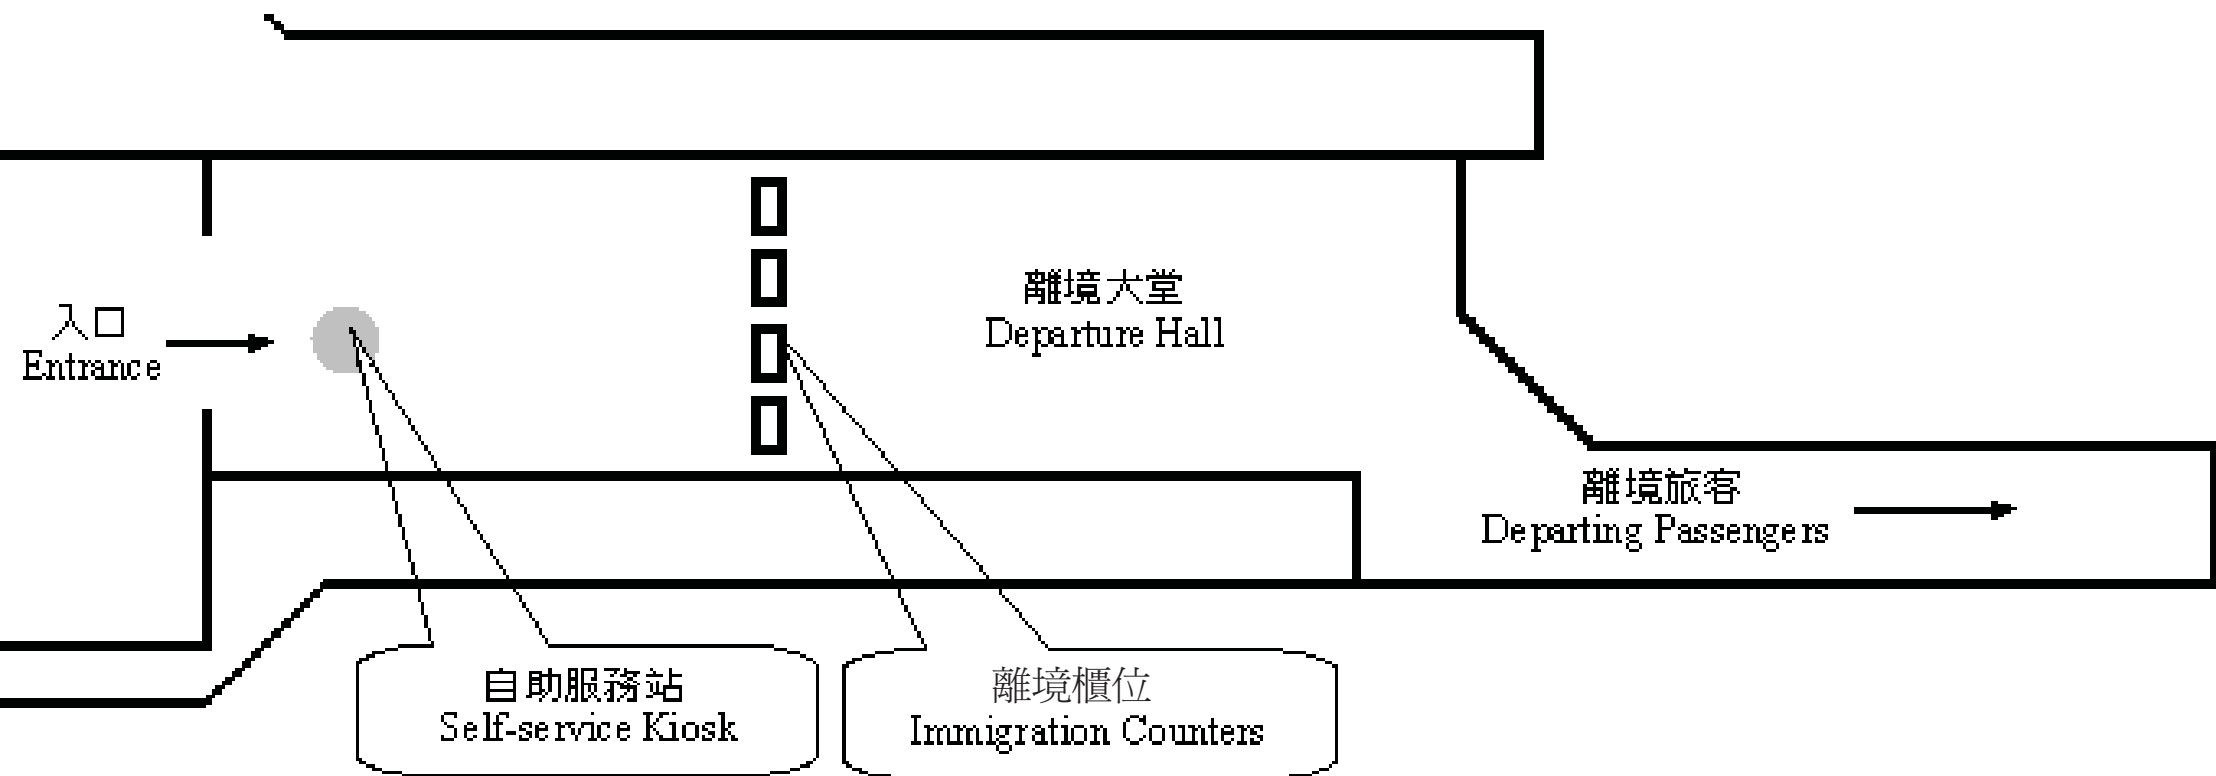 離境大堂
Departure Hall
入口
Entrance
離境旅客
Departing Passengers
自助服務站
Self-service Kiosk
離境櫃位
Immigration Counters